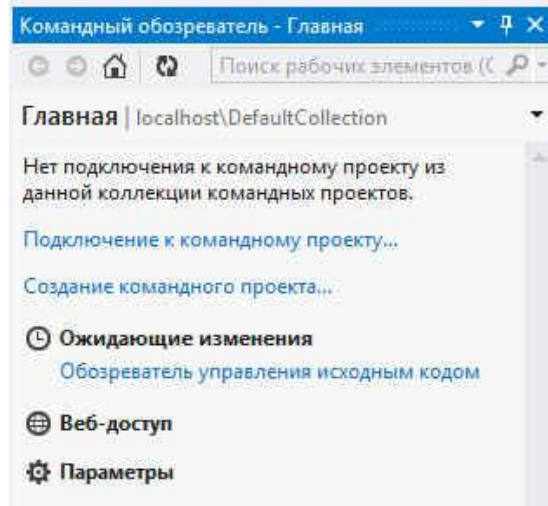 Командный обозреватель - Главная
Поиск рабочих элементов (С
Главная | localhost\DefaultCollection
Нет подключения к командному проекту из
данной коллекции командных проектов.
Подключение к командному проекту...
Создание командного проекта...
Ожидающие изменения
Обозреватель управления исходным кодом
Веб-доступ
Параметры